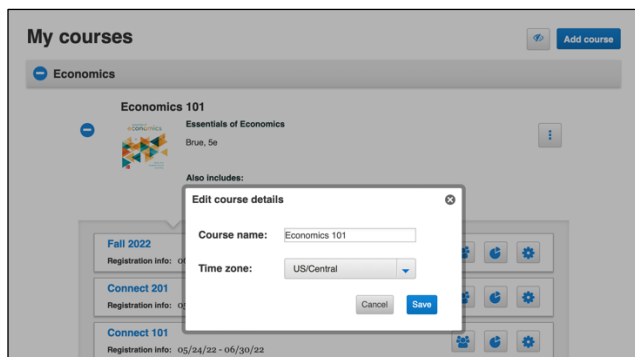 My courses
Add course
Economics
Economics 101
economics
Essentials of Economics
Brue, 5e
Also includes:
Edit course details
Course name: Economics 101
Time zone: US/Central
Cancel Save
Fall 2022
Registration info:
Connect 201
Registration info:
Connect 101
Registration info: 05/24/22 - 06/30/22